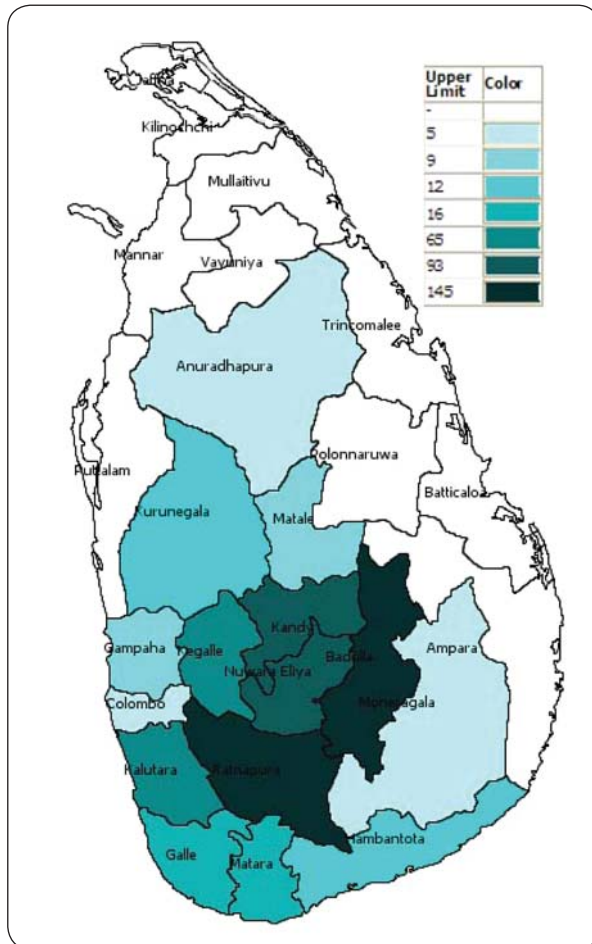 Upper Limit Color
-
5
9
12
16
65
93
145
Jaffna
Kilinochchi
Mullaitivu
Mannar
Vavuniya
Trincomalee
Anuradhapura
Puttalam
Polonnaruwa
Batticaloa
Kurunegala
Matale
Kandy
Gampaha
Kegalle
Ampara
Nuwara Eliya
Badulla
Colombo
Moneragala
Kalutara
Ratnapura
Hambantota
Galle
Matara